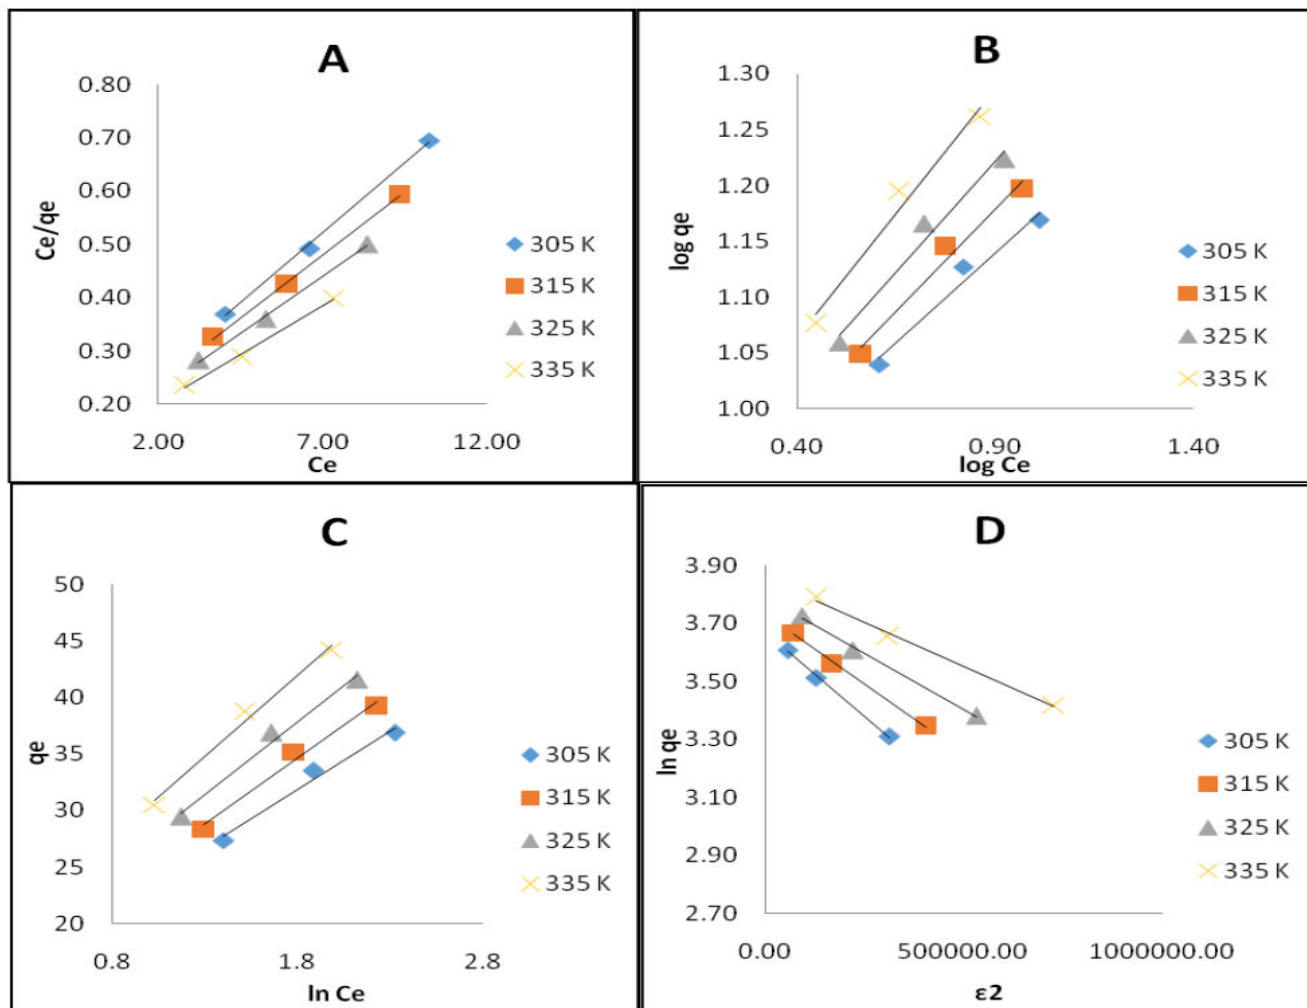 A
0.80
0.70
0.60
0.50
0.40
0.30
0.20
Ce/qe
2.00 7.00 12.00
Ce
305 K
315 K
325 K
335 K
B
1.30
1.25
1.20
1.15
1.10
1.05
1.00
log qe
0.40 0.90 1.40
log Ce
305 K
315 K
325 K
335 K
C
50
45
40
35
30
25
20
qe
0.8 1.8 2.8
ln Ce
305 K
315 K
325 K
335 K
D
3.90
3.70
3.50
3.30
3.10
2.90
2.70
ln qe
0.00 500000.00 1000000.00
ε2
305 K
315 K
325 K
335 K